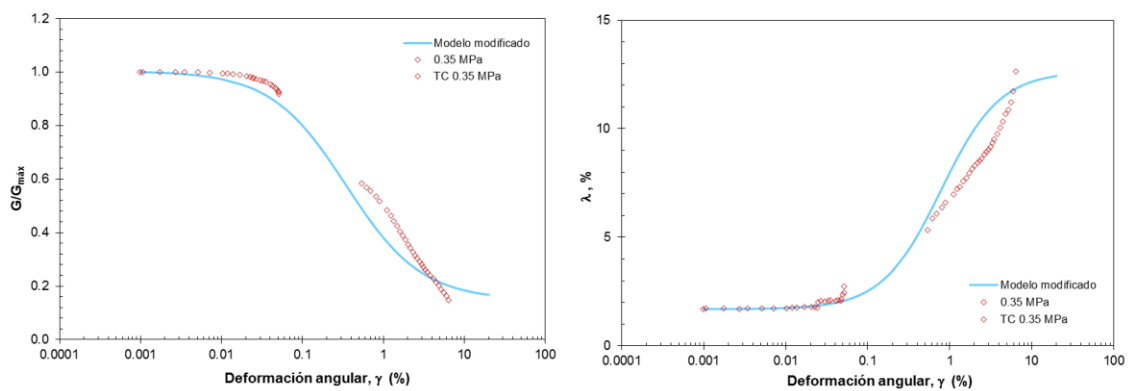 1.2
1.0
0.8
0.6
0.4
0.2
0.0
G/Gmáx
0.0001 0.001 0.01 0.1 1 10 100
Deformación angular, γ (%)
Modelo modificado
0.35 MPa
TC 0.35 MPa
15
10
5
0
λ , %
0.0001 0.001 0.01 0.1 1 10 100
Deformación angular, γ (%)
Modelo modificado
0.35 MPa
TC 0.35 MPa